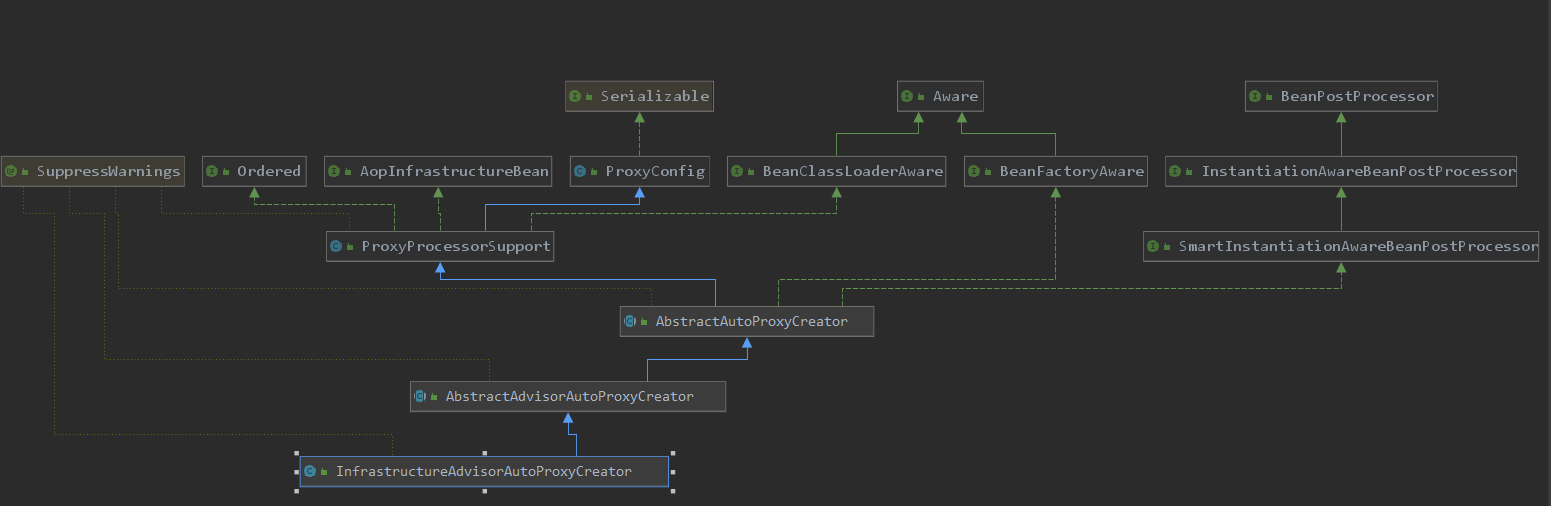 Serializable
Aware
BeanPostProcessor
SuppressWarnings
Ordered
AopInfrastructureBean
ProxyConfig
BeanClassLoaderAware
BeanFactoryAware
InstantiationAwareBeanPostProcessor
ProxyProcessorSupport
SmartInstantiationAwareBeanPostProcessor
AbstractAutoProxyCreator
AbstractAdvisorAutoProxyCreator
InfrastructureAdvisorAutoProxyCreator